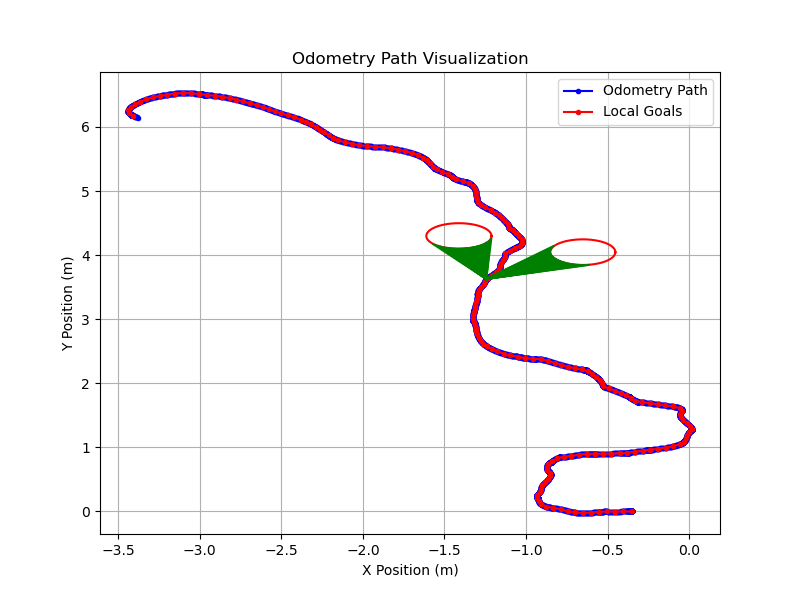 Odometry Path Visualization
Odometry Path
Local Goals
Y Position (m)
6
5
4
3
2
1
0
−3.5 −3.0 −2.5 −2.0 −1.5 −1.0 −0.5 0.0
X Position (m)